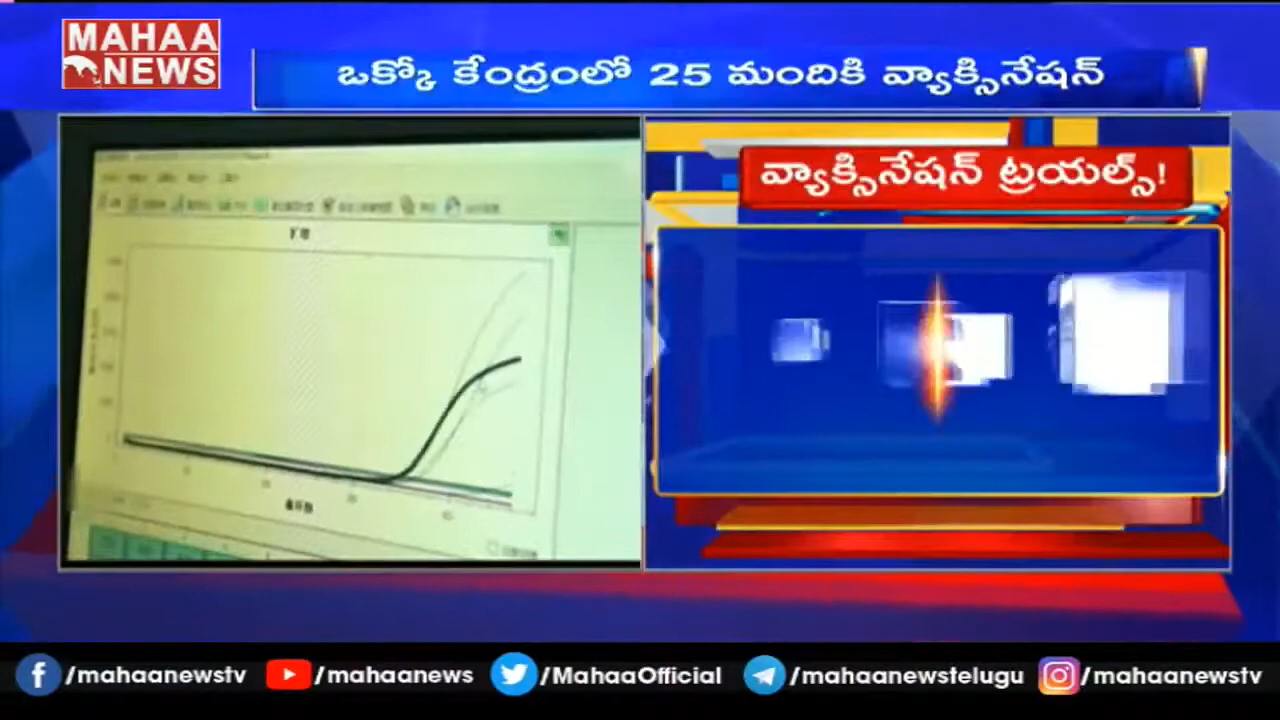 MAHAA
NEWS
ఒక్కో కేంద్రంలో 25 మందికి వ్యాక్సినేషన్
వ్యాక్సినేషన్ ట్రయల్స్!
/mahaanewstv
/mahaanews
/MahaaOfficial
/mahaanewstelugu
/mahaanewstv